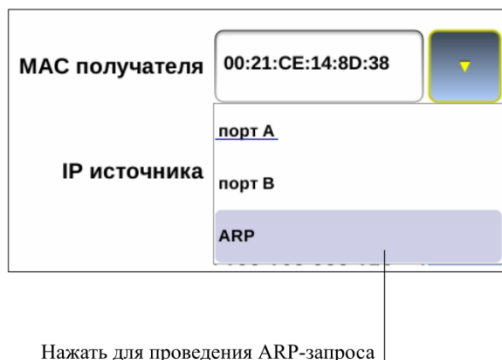 MAC получателя 00:21:CE:14:8D:38
порт A
IP источника
порт B
ARP
Нажать для проведения ARP-запроса